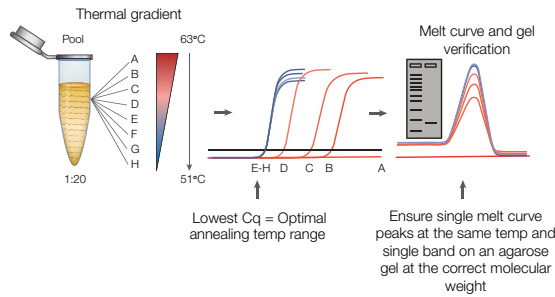 Thermal gradient
Pool
63°C
A
B
C
D
E
F
G
H
1:20
51°C
E-H D C B A
Lowest Cq = Optimal
annealing temp range
Melt curve and gel
verification
Ensure single melt curve
peaks at the same temp and
single band on an agarose
gel at the correct molecular
weight